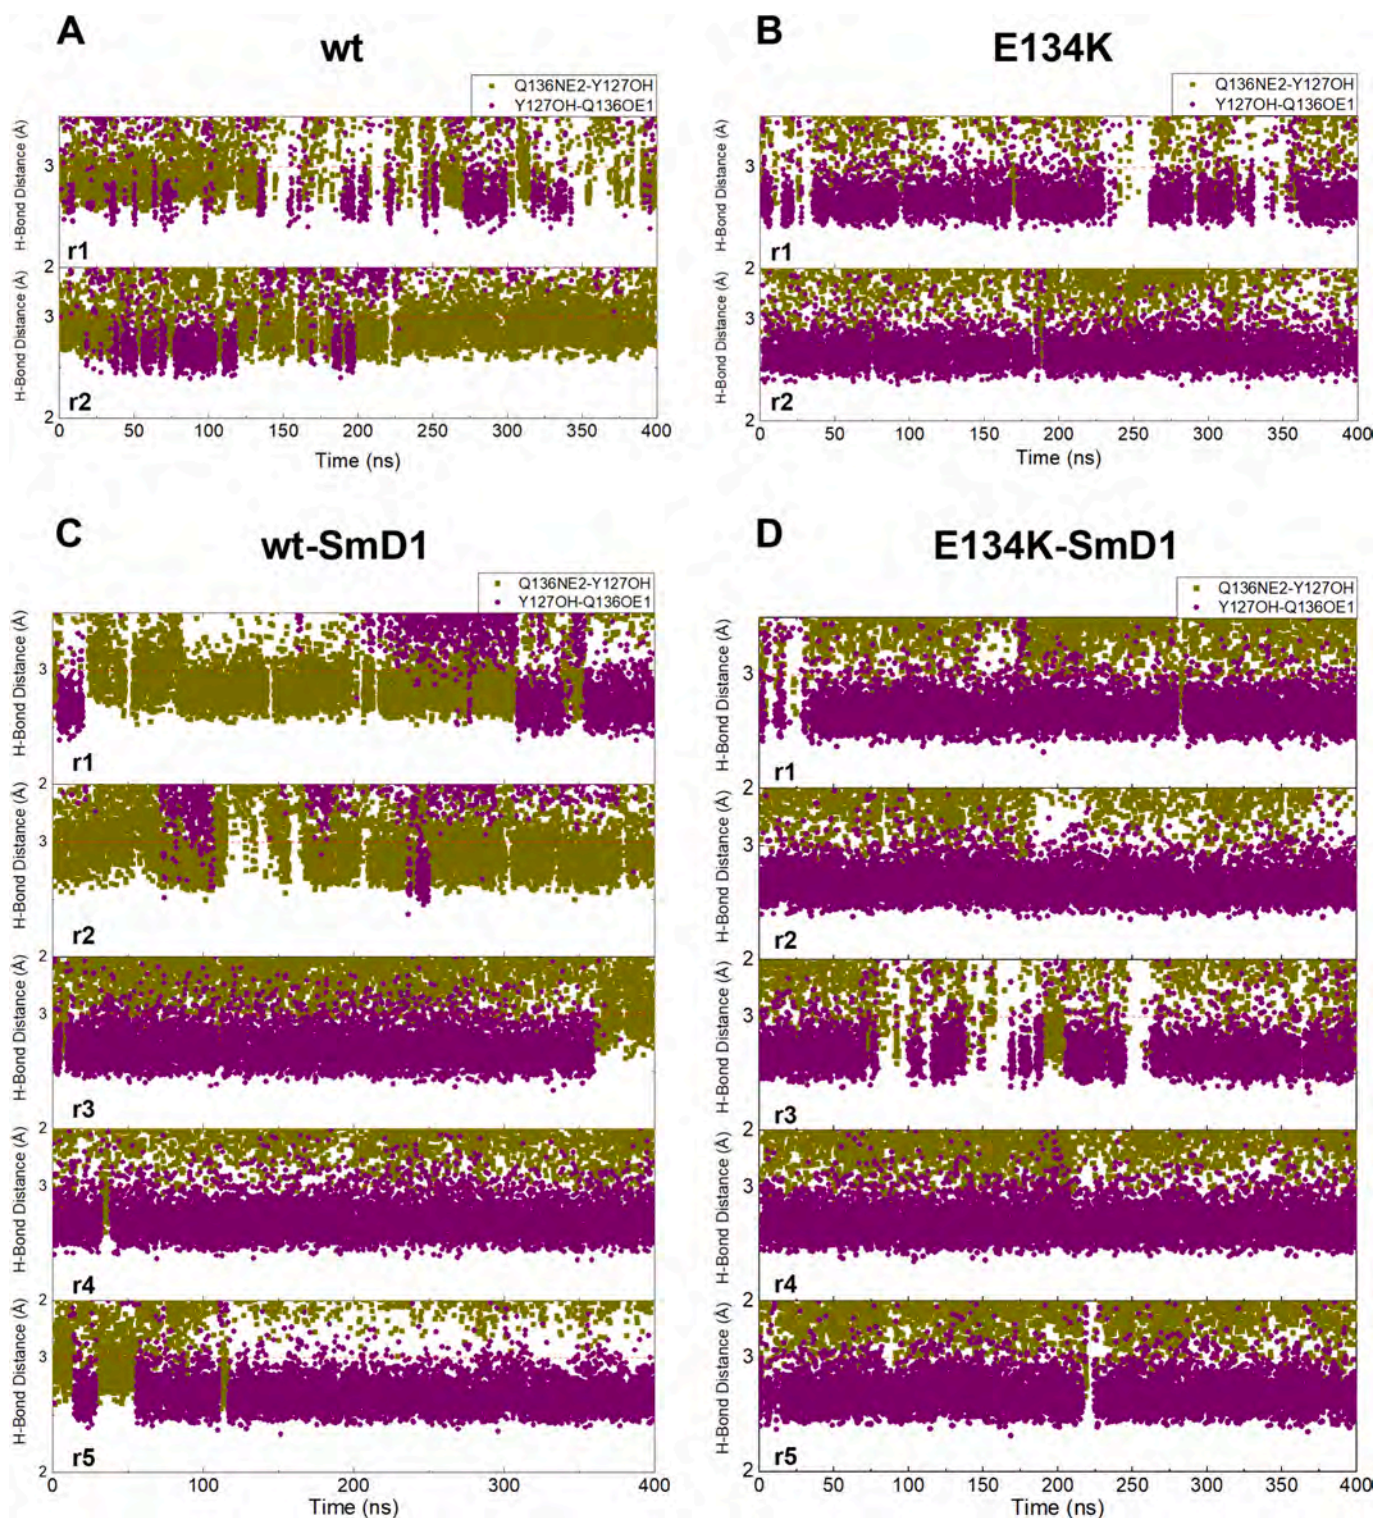 A
wt
Q136NE2-Y127OH
Y127OH-Q136OE1
H-Bond Distance (Å)
3
r1
2
H-Bond Distance (Å)
3
r2
2
0 50 100 150 200 250 300 350 400
Time (ns)
B
E134K
Q136NE2-Y127OH
Y127OH-Q136OE1
H-Bond Distance (Å)
3
r1
2
H-Bond Distance (Å)
3
r2
2
0 50 100 150 200 250 300 350 400
Time (ns)
C
wt-SmD1
Q136NE2-Y127OH
Y127OH-Q136OE1
H-Bond Distance (Å)
3
r1
2
H-Bond Distance (Å)
3
r2
2
H-Bond Distance (Å)
3
r3
2
H-Bond Distance (Å)
3
r4
2
H-Bond Distance (Å)
3
r5
2
0 100 200 300 400
Time (ns)
D
E134K-SmD1
Q136NE2-Y127OH
Y127OH-Q136OE1
H-Bond Distance (Å)
3
r1
2
H-Bond Distance (Å)
3
r2
2
H-Bond Distance (Å)
3
r3
2
H-Bond Distance (Å)
3
r4
2
H-Bond Distance (Å)
3
r5
2
0 50 100 150 200 250 300 350 400
Time (ns)